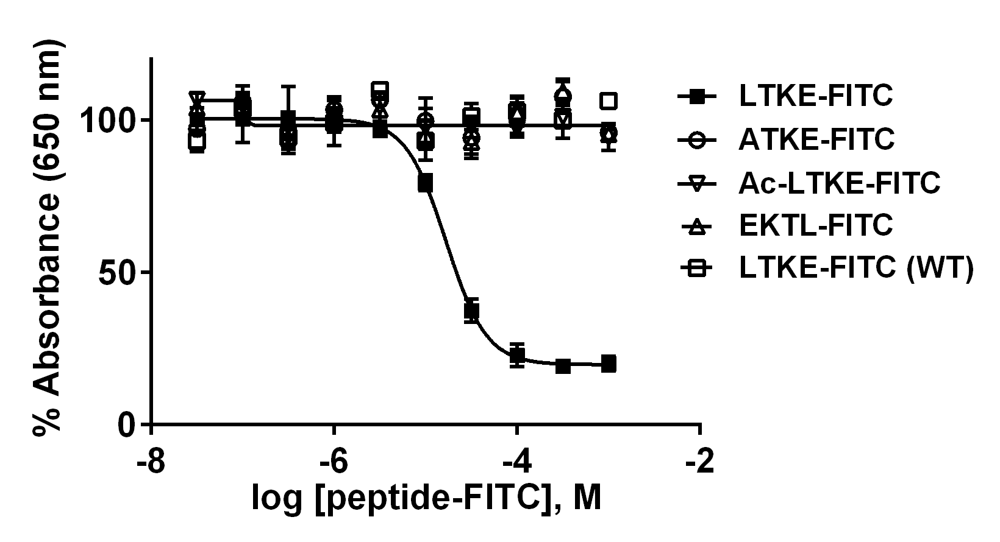 % Absorbance (650 nm)
100
50
0
-8
-6
-4
-2
log [peptide-FITC], M
LTKE-FITC
ATKE-FITC
Ac-LTKE-FITC
EKTL-FITC
LTKE-FITC (WT)